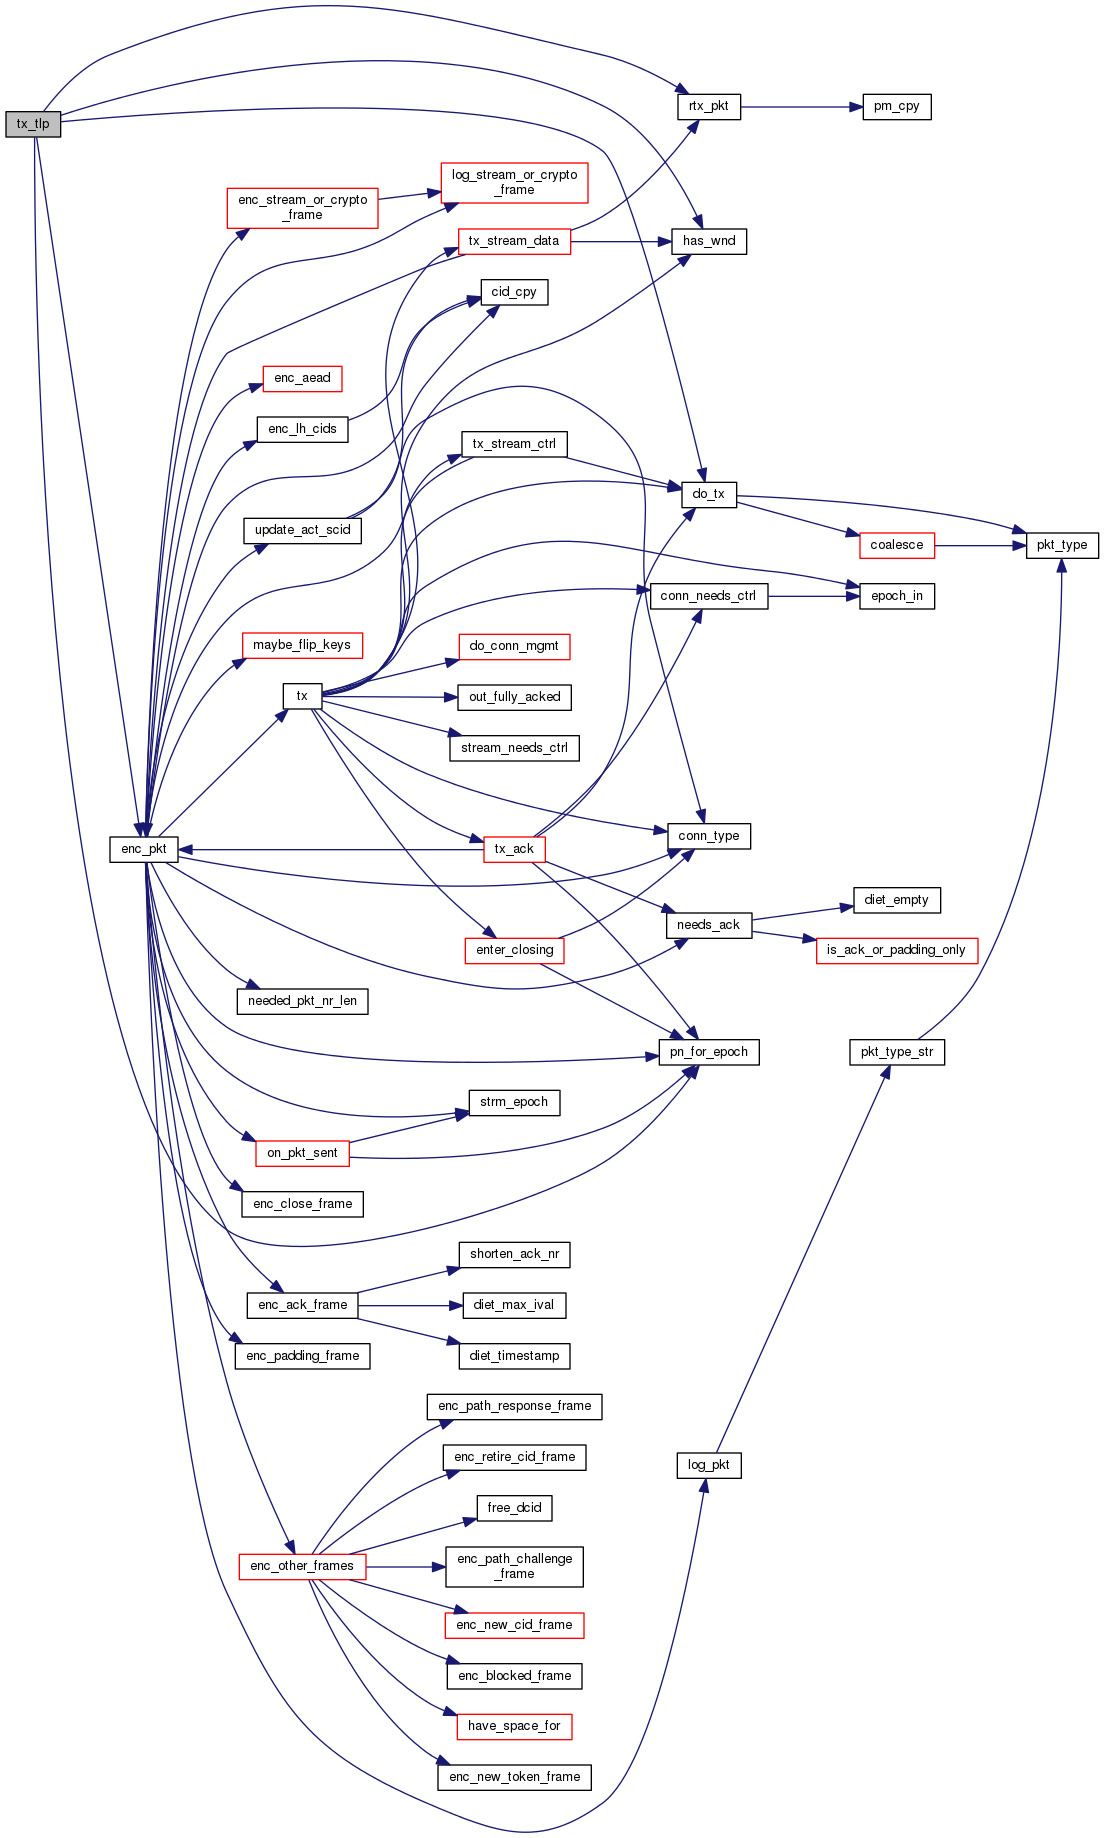 tx_tlp
rtx_pkt
pm_cpy
log_stream_or_crypto
_frame
enc_stream_or_crypto
_frame
tx_stream_data
has_wnd
cid_cpy
enc_aead
enc_lh_cids
tx_stream_ctrl
do_tx
update_act_scid
coalesce
pkt_type
conn_needs_ctrl
epoch_in
maybe_flip_keys
do_conn_mgmt
tx
out_fully_acked
stream_needs_ctrl
enc_pkt
tx_ack
conn_type
diet_empty
needs_ack
enter_closing
is_ack_or_padding_only
needed_pkt_nr_len
pn_for_epoch
pkt_type_str
strm_epoch
on_pkt_sent
enc_close_frame
shorten_ack_nr
enc_ack_frame
diet_max_ival
enc_padding_frame
diet_timestamp
enc_path_response_frame
enc_retire_cid_frame
log_pkt
free_dcid
enc_other_frames
enc_path_challenge
_frame
enc_new_cid_frame
enc_blocked_frame
have_space_for
enc_new_token_frame